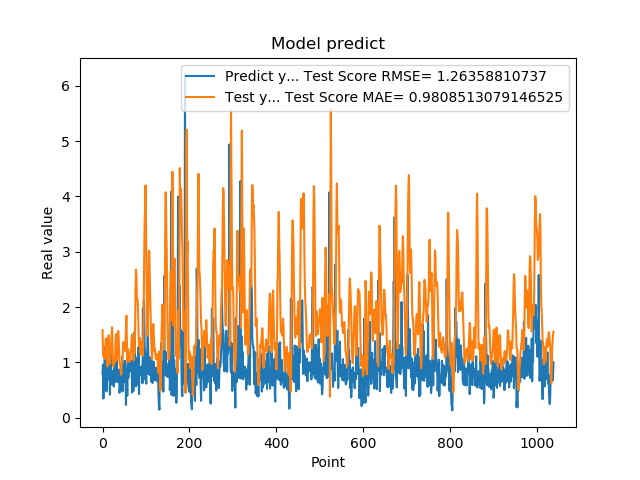 Model predict
Predict y... Test Score RMSE= 1.26358810737
Test y... Test Score MAE= 0.9808513079146525
Real value
6
5
4
3
2
1
0
0
200
400
600
800
1000
Point